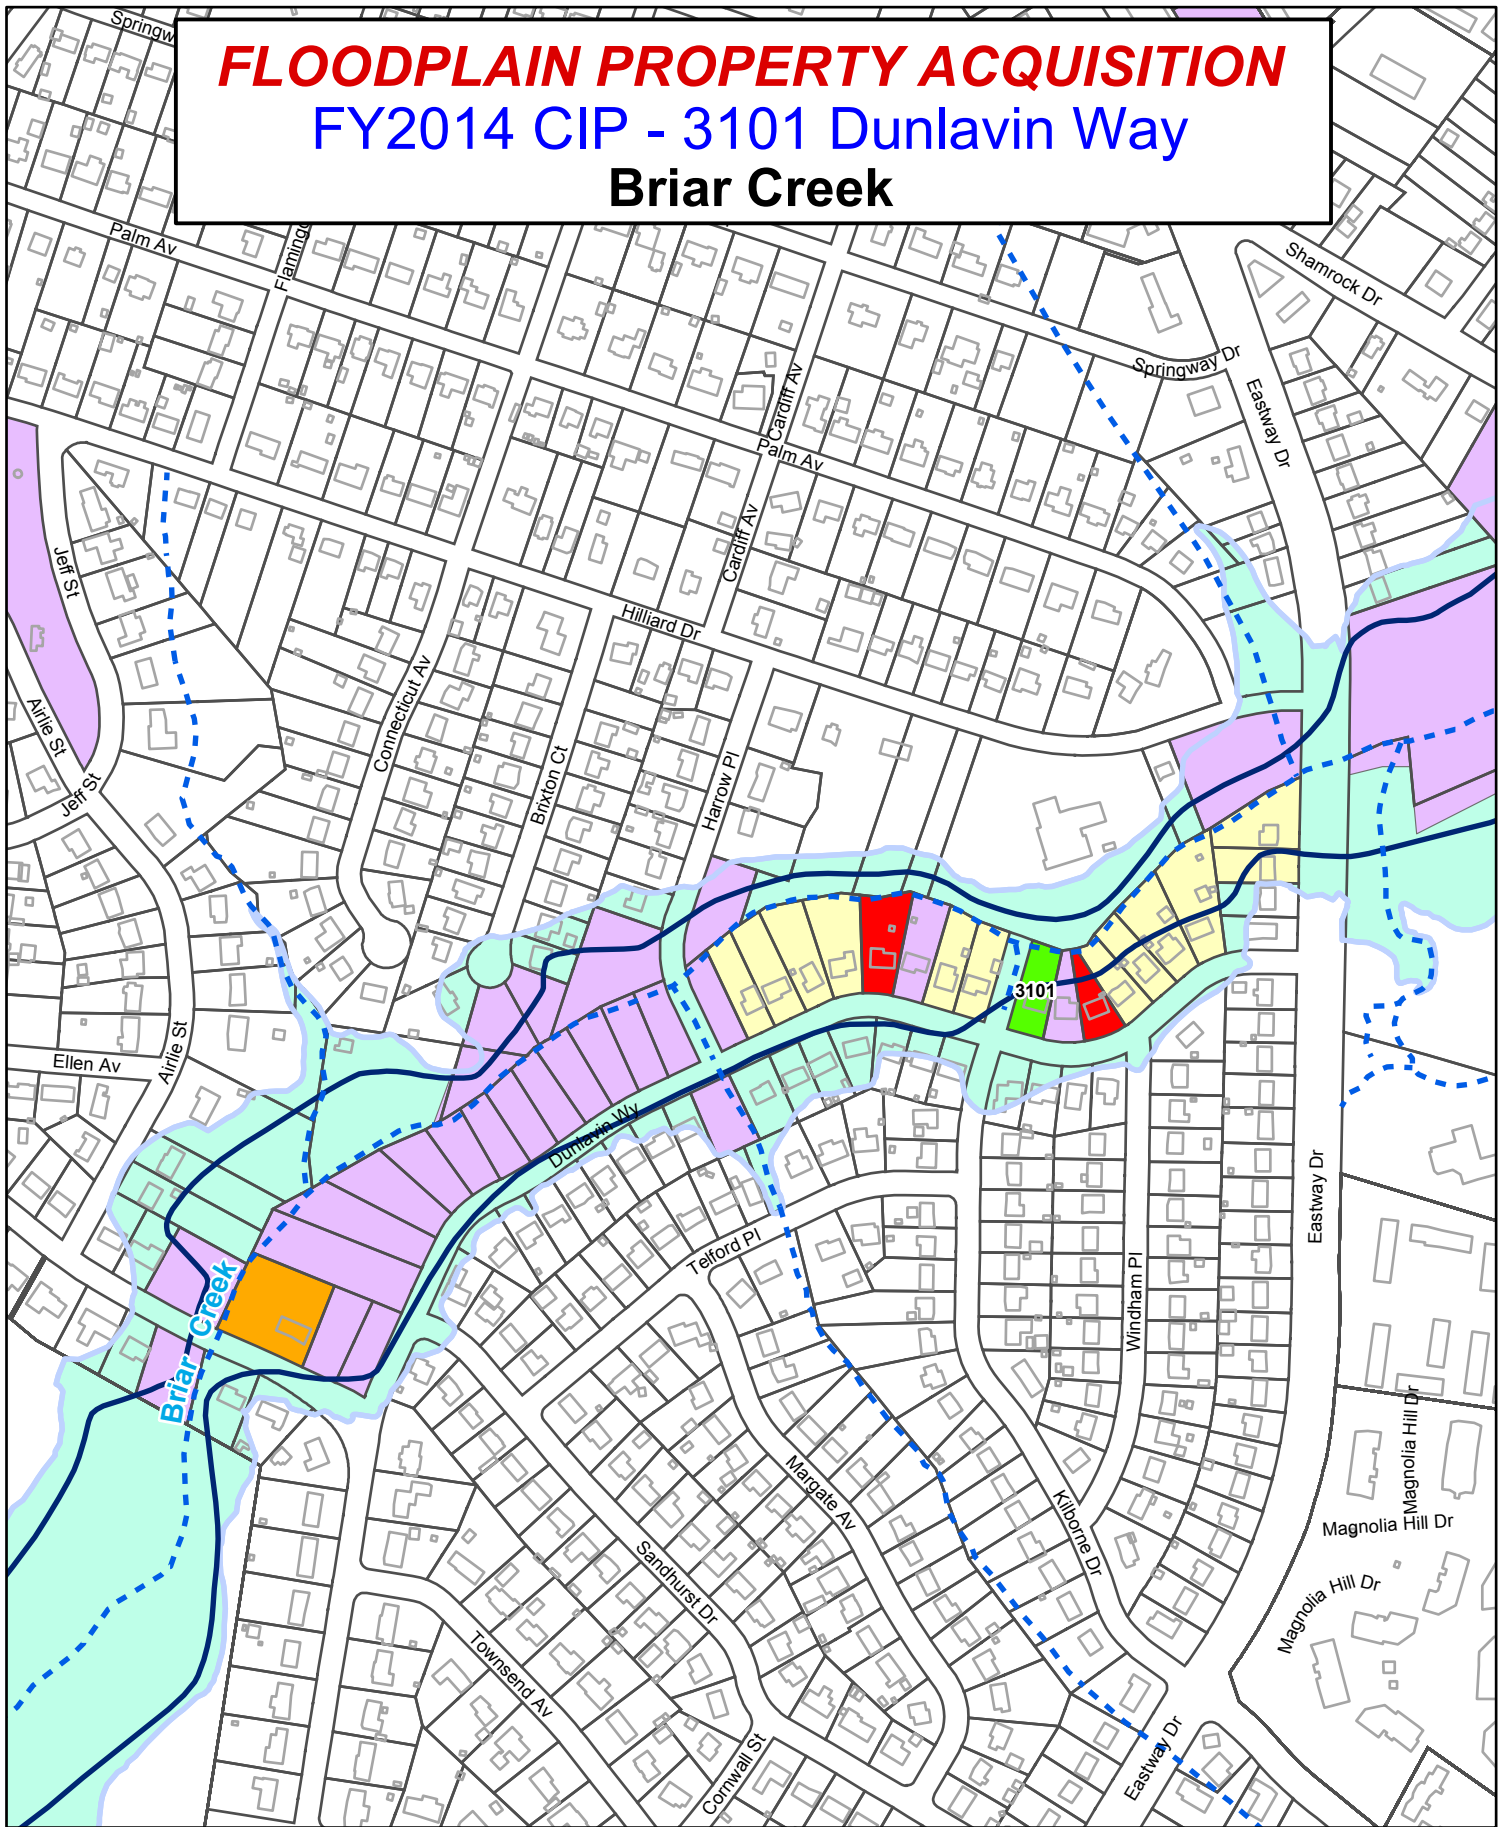 Springw
FLOODPLAIN PROPERTY ACQUISITION
FY2014 CIP - 3101 Dunlavin Way
Briar Creek
Palm Av
Flamingo
Shamrock Dr
Springway Dr
Cardiff Av
Eastway Dr
Palm Av
Cardiff Av
Jeff St
Hilliard Dr
Connecticut Av
Airlie St
Brixton Ct
Harrow Pl
Jeff St
3101
Airlie St
Ellen Av
Dunlavin Wy
Eastway Dr
Telford Pl
Windham Pl
Briar Creek
Magnolia Hill Dr
Margate Av
Kilborne Dr
Magnolia Hill Dr
Sandhurst Dr
Magnolia Hill Dr
Townsend Av
Cornwall St
Eastway Dr